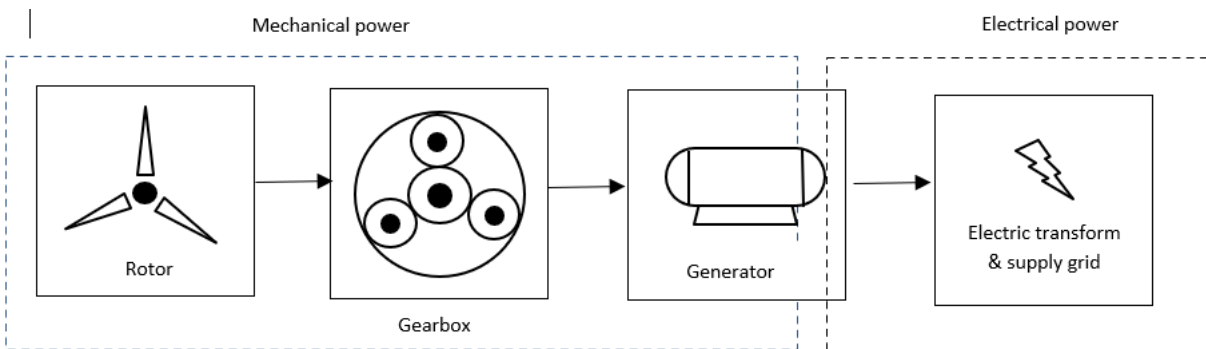 Mechanical power
Electrical power
Rotor
Gearbox
Generator
Electric transform
& supply grid